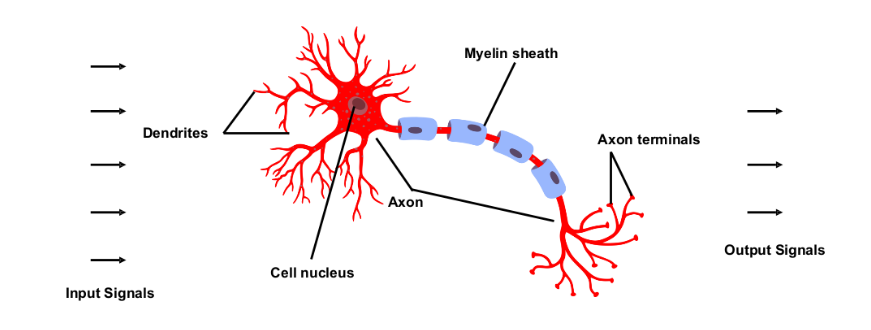 Myelin sheath
Dendrites
Axon terminals
Axon
Output Signals
Cell nucleus
Input Signals